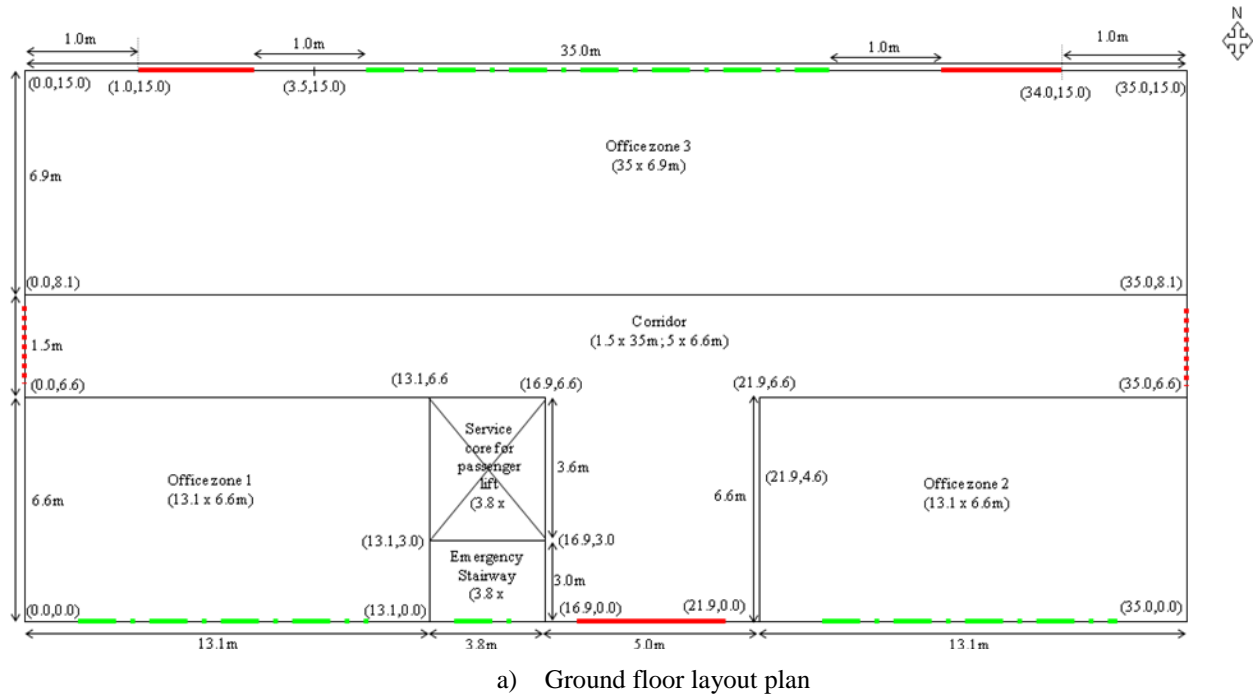 N
1.0m
1.0m
35.0m
1.0m
1.0m
(0.0,15.0)
(1.0,15.0)
(3.5,15.0)
(34.0,15.0)
(35.0,15.0)
Office zone 3
(35 x 6.9m)
6.9m
(0.0,8.1)
(35.0,8.1)
Corridor
(1.5 x 35m; 5 x 6.6m)
1.5m
(0.0,6.6)
(13.1,6.6
(16.9,6.6)
(21.9,6.6)
(35.0,6.6)
Service
core for
passenger
lift
(3.8 x
3.6m
Office zone 1
(13.1 x 6.6m)
6.6m
6.6m
(21.9,4.6)
Office zone 2
(13.1 x 6.6m)
(13.1,3.0)
(16.9,3.0
Emergency
Stairway
(3.8 x
3.0m
(0.0,0.0)
(13.1,0.0)
(16.9,0.0)
(21.9,0.0)
(35.0,0.0)
13.1m
3.8m
5.0m
13.1m
a) Ground floor layout plan